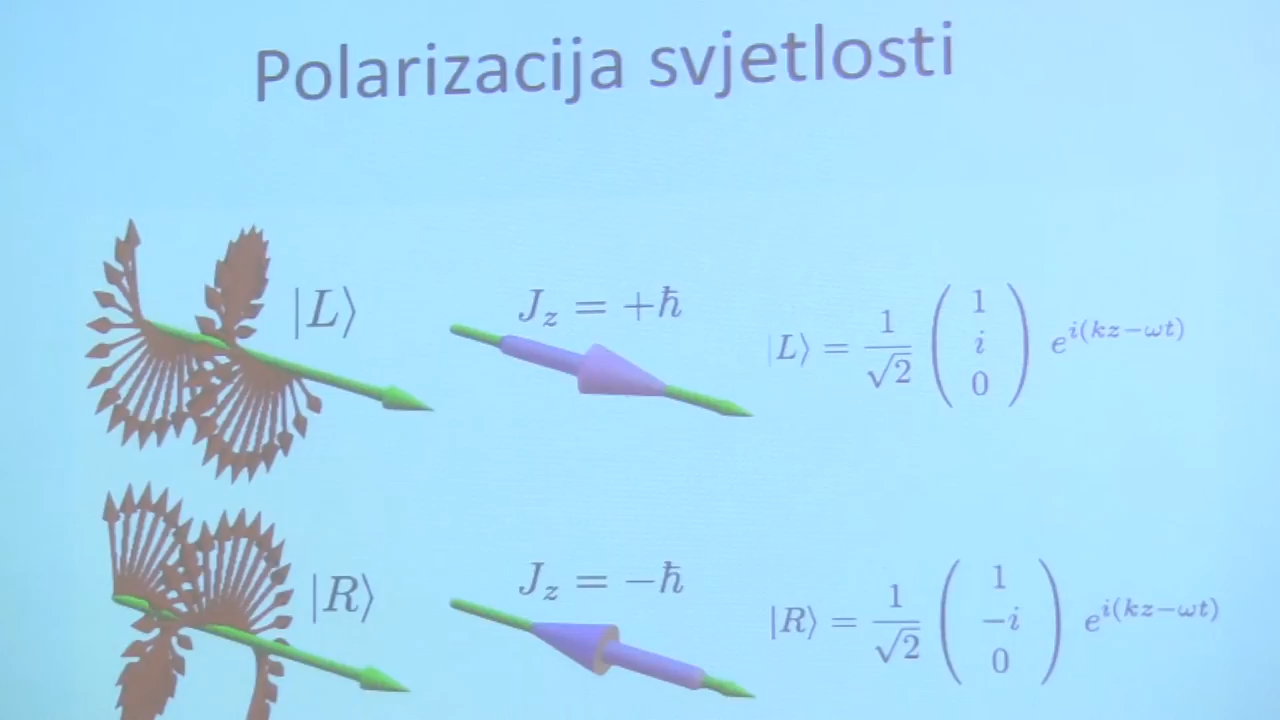 Polarizacija svjetlosti
|L⟩
J_z = +ħ
|L⟩ = 1/√2 ( 1 i 0 ) e^{i(kz−ωt)}
|R⟩
J_z = −ħ
|R⟩ = 1/√2 ( 1 −i 0 ) e^{i(kz−ωt)}